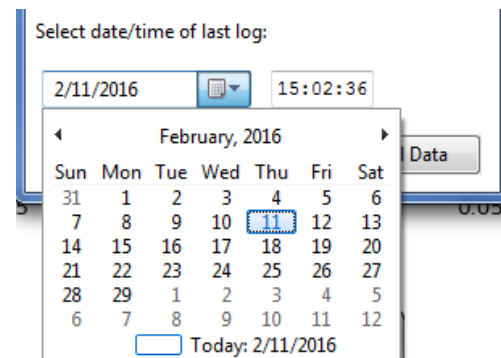 Select date/time of last log:
2/11/2016 15:02:36
February, 2016
Data
Sun Mon Tue Wed Thu Fri Sat
31 1 2 3 4 5 6
7 8 9 10 11 12 13
14 15 16 17 18 19 20
21 22 23 24 25 26 27
28 29 1 2 3 4 5
6 7 8 9 10 11 12
Today: 2/11/2016